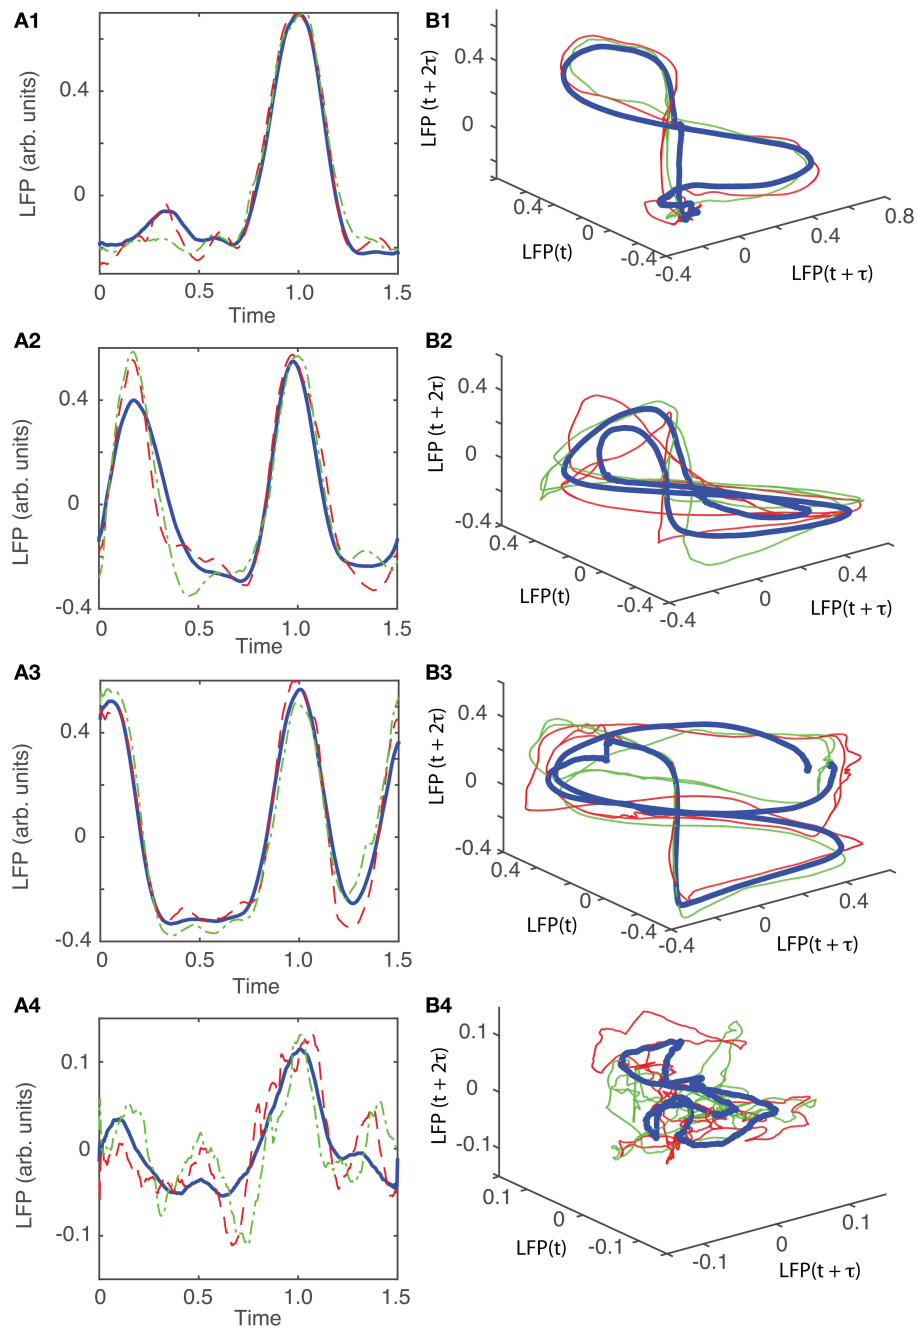 A1
LFP (arb. units)
0.4
0
0
0.5
1.0
1.5
Time
B1
LFP (t + 2τ)
0.4
0
0.4
0
-0.4
LFP(t)
-0.4
0
0.4
0.8
LFP(t + τ)
A2
LFP (arb. units)
0.4
0
-0.4
0
0.5
1.0
1.5
Time
B2
LFP (t + 2τ)
0.4
0
-0.4
0.4
0
-0.4
LFP(t)
-0.4
0
0.4
LFP(t + τ)
A3
LFP (arb. units)
0.4
0
-0.4
0
0.5
1.0
1.5
Time
B3
LFP (t + 2τ)
0.4
0
-0.4
0.4
0
-0.4
LFP(t)
-0.4
0
0.4
LFP(t + τ)
A4
LFP (arb. units)
0.1
0
-0.1
0
0.5
1.0
1.5
Time
B4
LFP (t + 2τ)
0.1
0
-0.1
0.1
0
-0.1
LFP(t)
-0.1
0
0.1
LFP(t + τ)